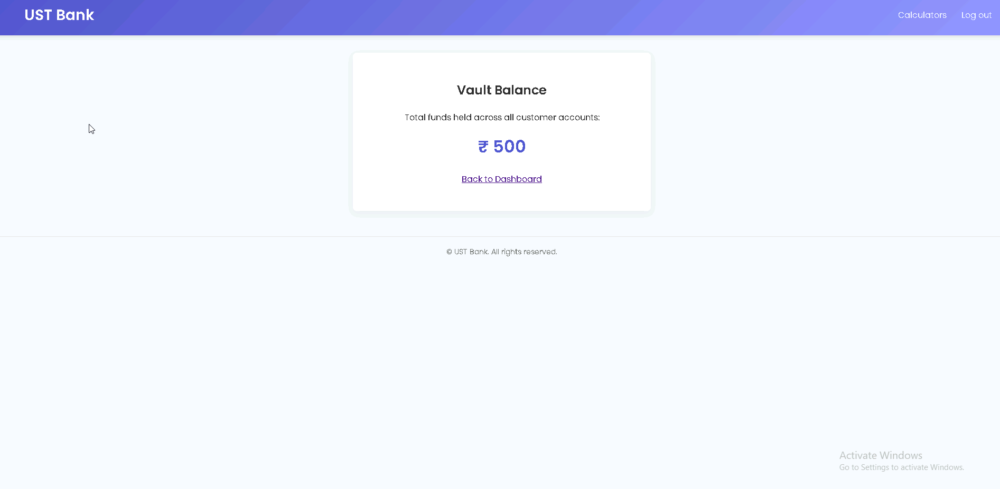 UST Bank
Calculators
Log out
Vault Balance
Total funds held across all customer accounts:
₹ 500
Back to Dashboard
© UST Bank. All rights reserved.
Activate Windows
Go to Settings to activate Windows.